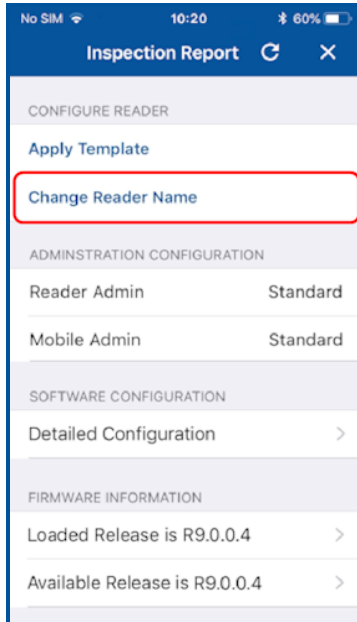 No SIM 10:20 60%
Inspection Report
CONFIGURE READER
Apply Template
Change Reader Name
ADMINSTRATION CONFIGURATION
Reader Admin Standard
Mobile Admin Standard
SOFTWARE CONFIGURATION
Detailed Configuration
FIRMWARE INFORMATION
Loaded Release is R9.0.0.4
Available Release is R9.0.0.4